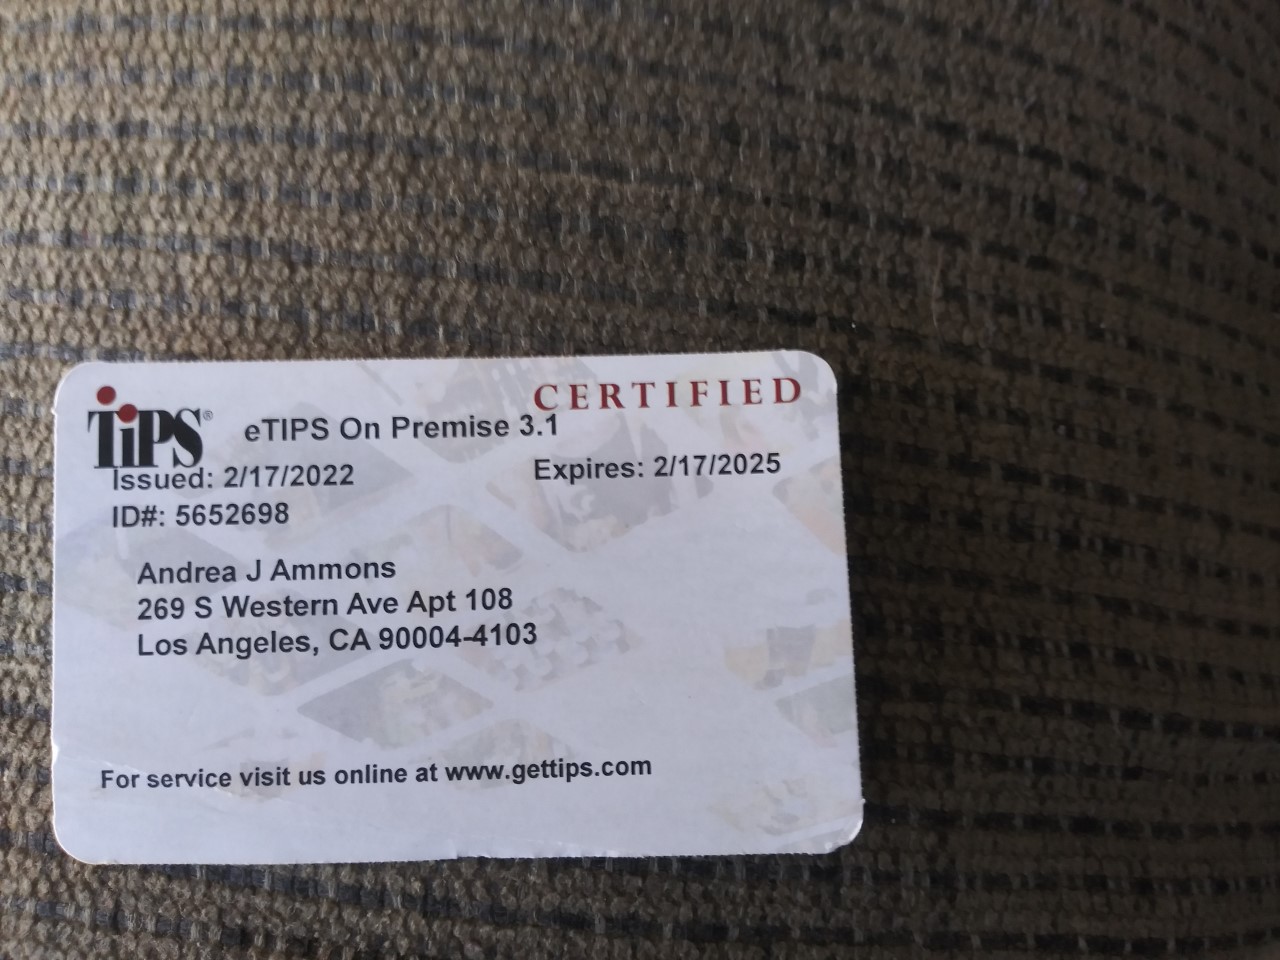 TiPS®
CERTIFIED
eTIPS On Premise 3.1
Issued: 2/17/2022 Expires: 2/17/2025
ID#: 5652698
Andrea J Ammons
269 S Western Ave Apt 108
Los Angeles, CA 90004-4103
For service visit us online at www.gettips.com